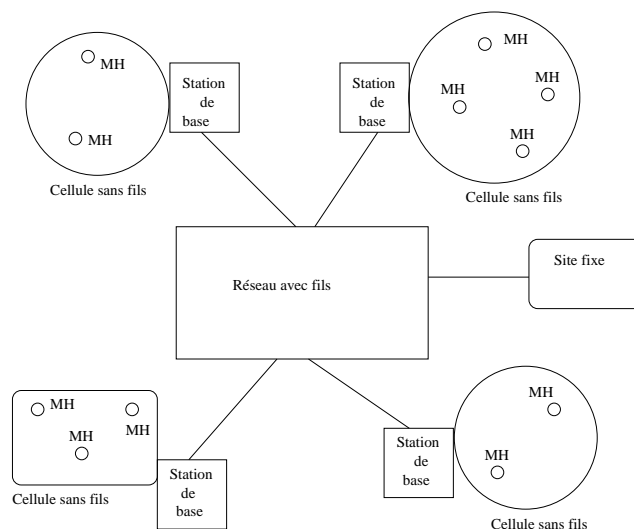 MH
MH
Cellule sans fils
Station
de
base
Station
de
base
MH
MH
MH
MH
Cellule sans fils
Réseau avec fils
Site fixe
MH
MH
MH
Cellule sans fils
Station
de
base
Station
de
base
MH
MH
Cellule sans fils